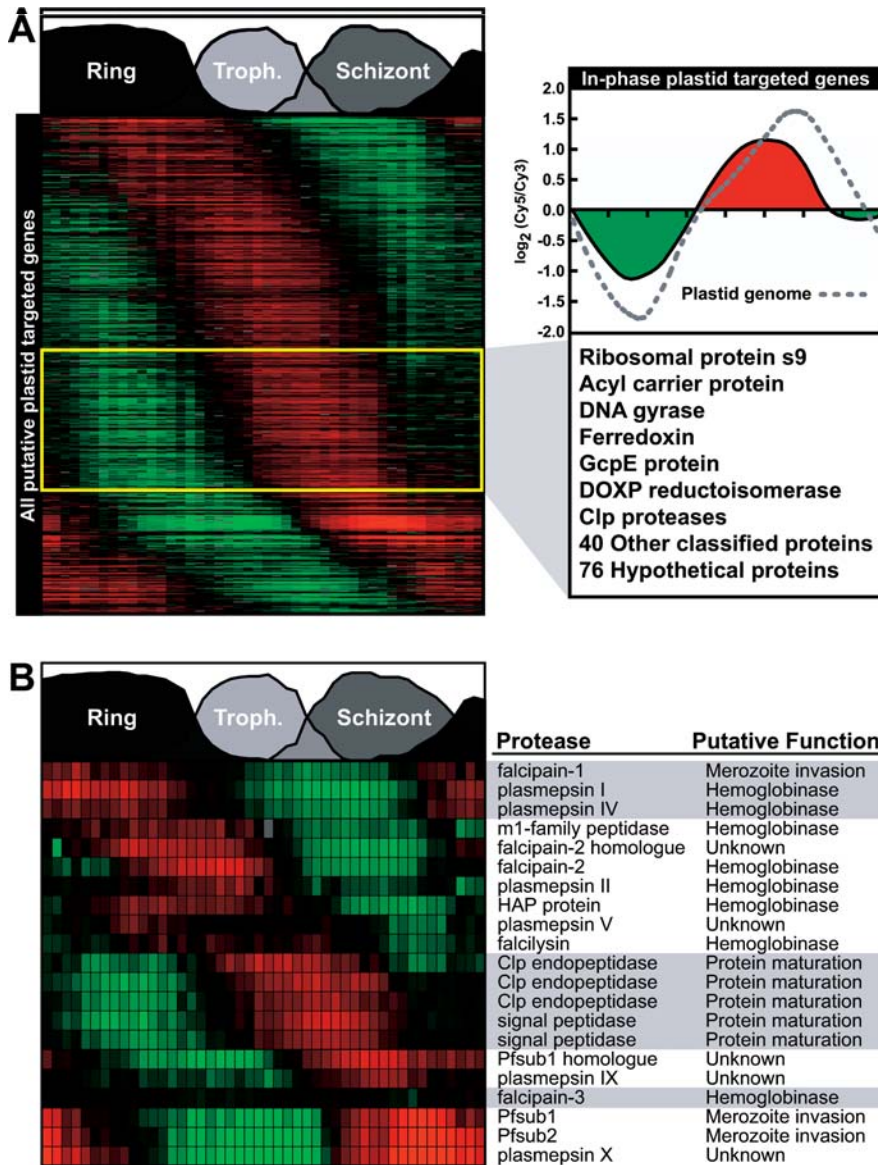 A
Ring
Troph.
Schizont
All putative plastid targeted genes
In-phase plastid targeted genes
2.0
1.5
1.0
0.5
0.0
-0.5
-1.0
-1.5
-2.0
log2 (Cy5/Cy3)
Plastid genome
Ribosomal protein s9
Acyl carrier protein
DNA gyrase
Ferredoxin
GcpE protein
DOXP reductoisomerase
Clp proteases
40 Other classified proteins
76 Hypothetical proteins
B
Ring
Troph.
Schizont
Protease Putative Function
falcipain-1 Merozoite invasion
plasmepsin I Hemoglobinase
plasmepsin IV Hemoglobinase
m1-family peptidase Hemoglobinase
falcipain-2 homologue Unknown
falcipain-2 Hemoglobinase
plasmepsin II Hemoglobinase
HAP protein Hemoglobinase
plasmepsin V Unknown
falcilysin Hemoglobinase
Clp endopeptidase Protein maturation
Clp endopeptidase Protein maturation
Clp endopeptidase Protein maturation
signal peptidase Protein maturation
signal peptidase Protein maturation
Pfsub1 homologue Unknown
plasmepsin IX Unknown
falcipain-3 Hemoglobinase
Pfsub1 Merozoite invasion
Pfsub2 Merozoite invasion
plasmepsin X Unknown